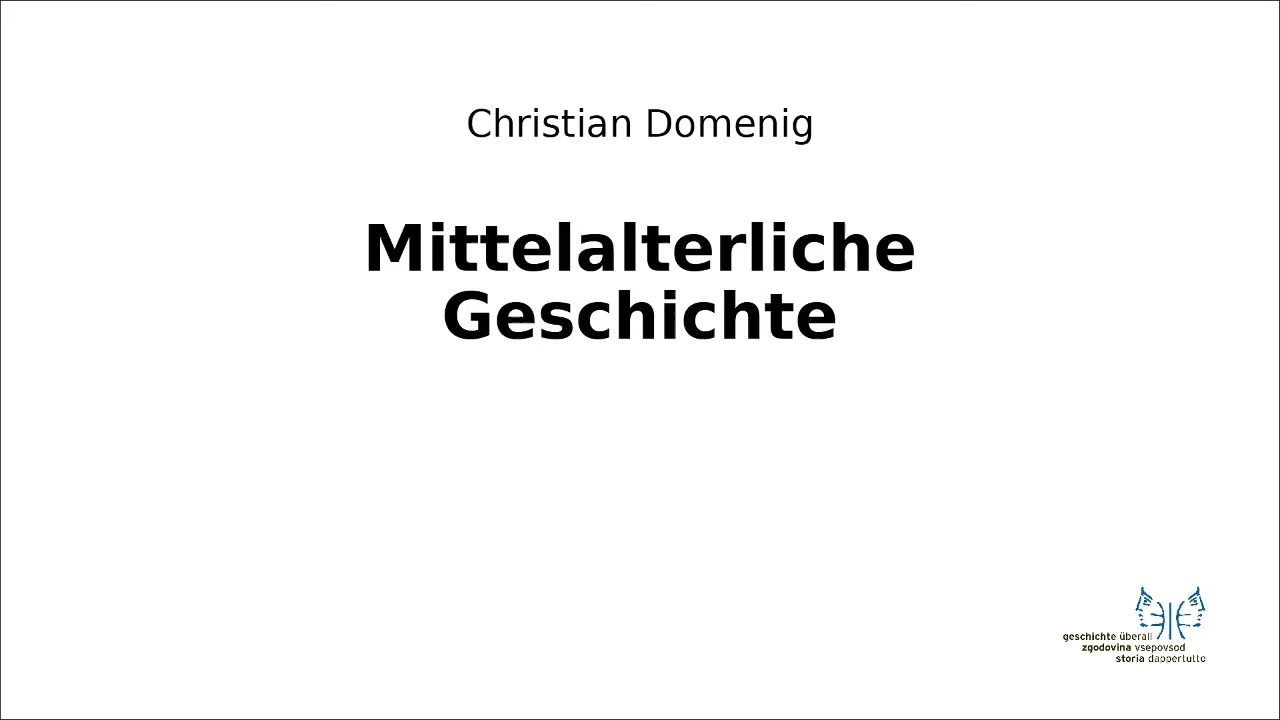 Christian Domenig
Mittelalterliche
Geschichte
geschichte überall
zgodovina vsepovsod
storia dappertutto